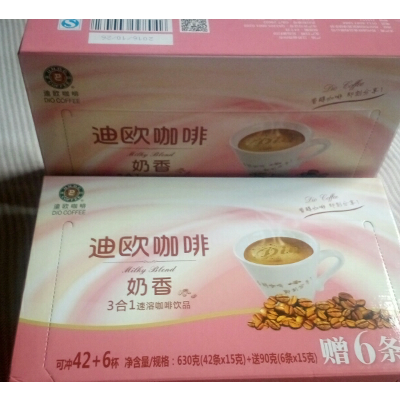 迪欧咖啡
DIO COFFEE
Dio Coffee
迪欧咖啡
Milky Blend
奶香
迪欧咖啡
DIO COFFEE
Dio Coffee
迪欧咖啡
Milky Blend
奶香
3合1速溶咖啡饮品
可冲42+6杯 净含量/规格:630克(42条x15克)+送90克(6条x15克)
赠6条